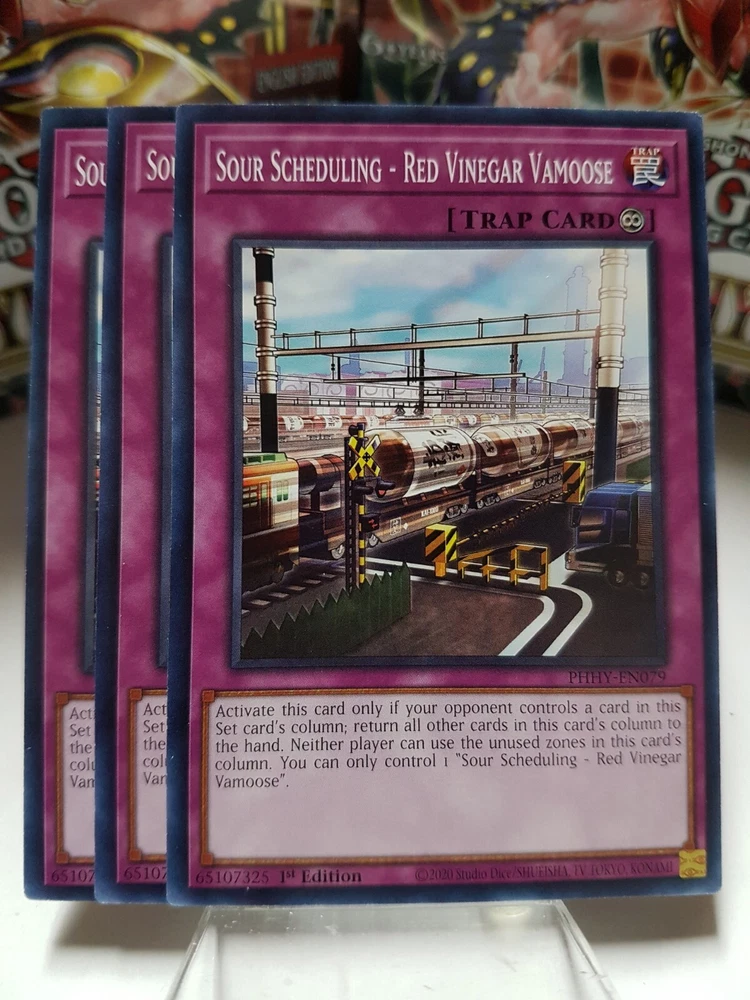 ENGLISH EDITION
SOU
SOU
SOUR SCHEDULING - RED VINEGAR VAMOOSE
TRAP
罠
[TRAP CARD ]
PHHY-EN079
Activate this card only if your opponent controls a card in this
Set card's column; return all other cards in this card's column to
the hand. Neither player can use the unused zones in this card's
column. You can only control 1 "Sour Scheduling - Red Vinegar
Vamoose".
65107325 1st Edition
©2020 Studio Dice/SHUEISHA, TV TOKYO, KONAMI
Acti
Set
the
colu
Vam
65107
Act
Set
the
col
Van
65107